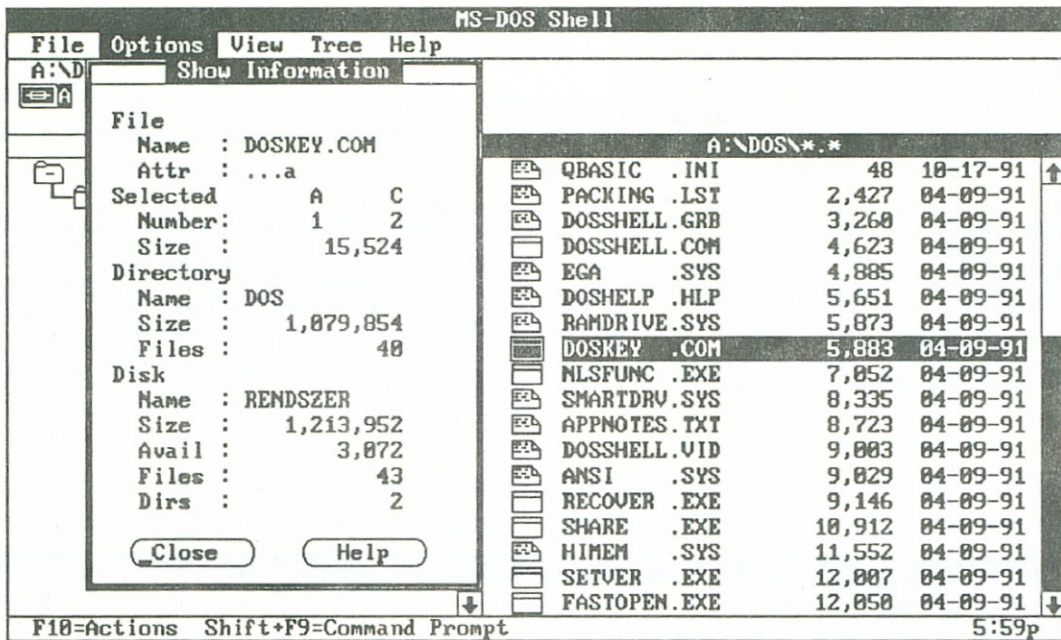 MS-DOS Shell
File Options View Tree Help
A:\D
A
Show Information
File
Name : DOSKEY.COM
Attr : ...a
Selected A C
Number: 1 2
Size : 15,524
Directory
Name : DOS
Size : 1,079,854
Files : 40
Disk
Name : RENDSZER
Size : 1,213,952
Avail : 3,072
Files : 43
Dirs : 2
Close Help
A:\DOS\*.*
QBASIC .INI 48 10-17-91
PACKING .LST 2,427 04-09-91
DOSSHELL.GRB 3,260 04-09-91
DOSSHELL.COM 4,623 04-09-91
EGA .SYS 4,885 04-09-91
DOSHELP .HLP 5,651 04-09-91
RAMDRIVE.SYS 5,873 04-09-91
DOSKEY .COM 5,883 04-09-91
NLSFUNC .EXE 7,052 04-09-91
SMARTDRV.SYS 8,335 04-09-91
APPNOTES.TXT 8,723 04-09-91
DOSSHELL.VID 9,003 04-09-91
ANSI .SYS 9,029 04-09-91
RECOVER .EXE 9,146 04-09-91
SHARE .EXE 10,912 04-09-91
HIMEM .SYS 11,552 04-09-91
SETVER .EXE 12,007 04-09-91
FASTOPEN.EXE 12,050 04-09-91
F10=Actions Shift+F9=Command Prompt 5:59p